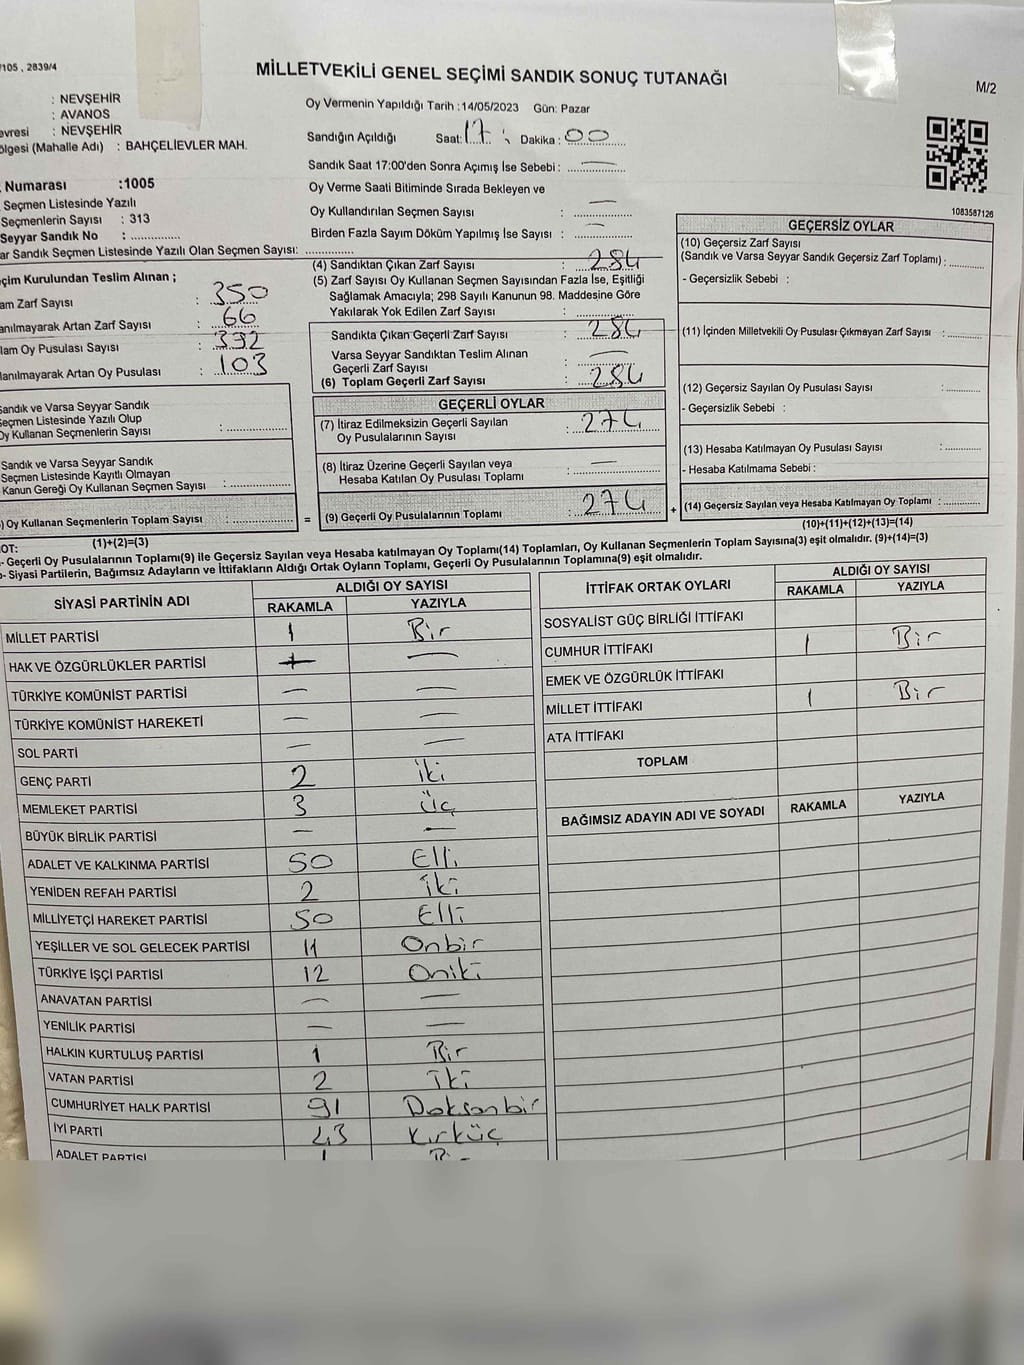 /105 , 2839/4
MİLLETVEKİLİ GENEL SEÇİMİ SANDIK SONUÇ TUTANAĞI
M/2
: NEVŞEHİR
: AVANOS
evresi : NEVŞEHİR
ölgesi (Mahalle Adı) : BAHÇELİEVLER MAH.
Numarası :1005
Seçmen Listesinde Yazılı
Seçmenlerin Sayısı : 313
Seyyar Sandık No : ..............
ar Sandık Seçmen Listesinde Yazılı Olan Seçmen Sayısı: ..............
Oy Vermenin Yapıldığı Tarih :14/05/2023 Gün: Pazar
Sandığın Açıldığı Saat: 17 Dakika: 00
Sandık Saat 17:00'den Sonra Açımış İse Sebebi : —
Oy Verme Saati Bitiminde Sırada Bekleyen ve
Oy Kullandırılan Seçmen Sayısı : —
Birden Fazla Sayım Döküm Yapılmış İse Sayısı : —
1083587126
eçim Kurulundan Teslim Alınan ;
am Zarf Sayısı : 350
anılmayarak Artan Zarf Sayısı : 66
lam Oy Pusulası Sayısı : 392
lanılmayarak Artan Oy Pusulası : 103
Sandık ve Varsa Seyyar Sandık
Seçmen Listesinde Yazılı Olup
Oy Kullanan Seçmenlerin Sayısı : ..............
Sandık ve Varsa Seyyar Sandık
Seçmen Listesinde Kayıtlı Olmayan
Kanun Gereği Oy Kullanan Seçmen Sayısı : ..............
) Oy Kullanan Seçmenlerin Toplam Sayısı : ..............
(1)+(2)=(3)
(4) Sandıktan Çıkan Zarf Sayısı : 284
(5) Zarf Sayısı Oy Kullanan Seçmen Sayısından Fazla İse, Eşitliği
Sağlamak Amacıyla; 298 Sayılı Kanunun 98. Maddesine Göre
Yakılarak Yok Edilen Zarf Sayısı : ..............
Sandıkta Çıkan Geçerli Zarf Sayısı : 284
Varsa Seyyar Sandıktan Teslim Alınan
Geçerli Zarf Sayısı : —
(6) Toplam Geçerli Zarf Sayısı : 284
GEÇERLİ OYLAR
(7) İtiraz Edilmeksizin Geçerli Sayılan
Oy Pusulalarının Sayısı : 274
(8) İtiraz Üzerine Geçerli Sayılan veya
Hesaba Katılan Oy Pusulası Toplamı : —
= (9) Geçerli Oy Pusulalarının Toplamı : 274 +
GEÇERSİZ OYLAR
(10) Geçersiz Zarf Sayısı
(Sandık ve Varsa Seyyar Sandık Geçersiz Zarf Toplamı) : ..........
- Geçersizlik Sebebi :
(11) İçinden Milletvekili Oy Pusulası Çıkmayan Zarf Sayısı : ..........
(12) Geçersiz Sayılan Oy Pusulası Sayısı : ..........
- Geçersizlik Sebebi :
(13) Hesaba Katılmayan Oy Pusulası Sayısı : ..........
- Hesaba Katılmama Sebebi :
(14) Geçersiz Sayılan veya Hesaba Katılmayan Oy Toplamı : ..........
(10)+(11)+(12)+(13)=(14)
OT:
- Geçerli Oy Pusulalarının Toplamı(9) ile Geçersiz Sayılan veya Hesaba katılmayan Oy Toplamı(14) Toplamları, Oy Kullanan Seçmenlerin Toplam Sayısına(3) eşit olmalıdır. (9)+(14)=(3)
- Siyasi Partilerin, Bağımsız Adayların ve İttifakların Aldığı Ortak Oyların Toplamı, Geçerli Oy Pusulalarının Toplamına(9) eşit olmalıdır.
SİYASİ PARTİNİN ADI ALDIĞI OY SAYISI
RAKAMLA YAZIYLA
MİLLET PARTİSİ 1 Bir
HAK VE ÖZGÜRLÜKLER PARTİSİ — —
TÜRKİYE KOMÜNİST PARTİSİ — —
TÜRKİYE KOMÜNİST HAREKETİ — —
SOL PARTİ — —
GENÇ PARTİ 2 iki
MEMLEKET PARTİSİ 3 üç
BÜYÜK BİRLİK PARTİSİ — —
ADALET VE KALKINMA PARTİSİ 50 Elli
YENİDEN REFAH PARTİSİ 2 iki
MİLLİYETÇİ HAREKET PARTİSİ 50 Elli
YEŞİLLER VE SOL GELECEK PARTİSİ 11 Onbir
TÜRKİYE İŞÇİ PARTİSİ 12 Oniki
ANAVATAN PARTİSİ — —
YENİLİK PARTİSİ — —
HALKIN KURTULUŞ PARTİSİ 1 Bir
VATAN PARTİSİ 2 İki
CUMHURİYET HALK PARTİSİ 91 Doksanbir
İYİ PARTİ 43 Kırküç
ADALET PARTİSİ 1 Bir
İTTİFAK ORTAK OYLARI ALDIĞI OY SAYISI
RAKAMLA YAZIYLA
SOSYALİST GÜÇ BİRLİĞİ İTTİFAKI
CUMHUR İTTİFAKI 1 Bir
EMEK VE ÖZGÜRLÜK İTTİFAKI
MİLLET İTTİFAKI 1 Bir
ATA İTTİFAKI
TOPLAM
BAĞIMSIZ ADAYIN ADI VE SOYADI RAKAMLA YAZIYLA